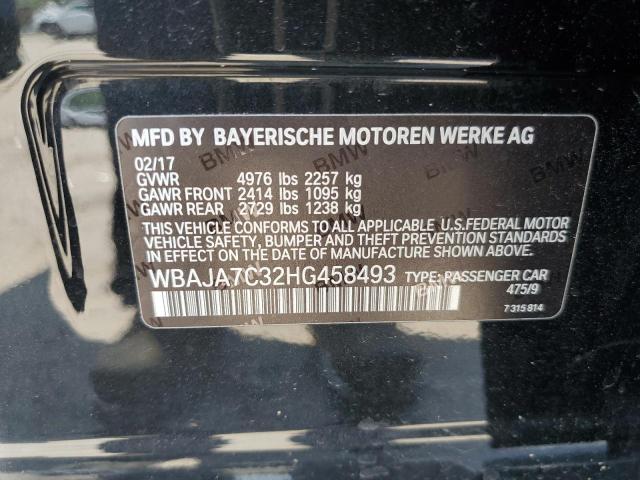 MFD BY BAYERISCHE MOTOREN WERKE AG
02/17
GVWR 4976 lbs 2257 kg
GAWR FRONT 2414 lbs 1095 kg
GAWR REAR 2729 lbs 1238 kg
THIS VEHICLE CONFORMS TO ALL APPLICABLE U.S.FEDERAL MOTOR
VEHICLE SAFETY, BUMPER AND THEFT PREVENTION STANDARDS
IN EFFECT ON THE DATE OF MANUFACTURE SHOWN ABOVE.
WBAJA7C32HG458493 TYPE: PASSENGER CAR
475/9
7 315 814